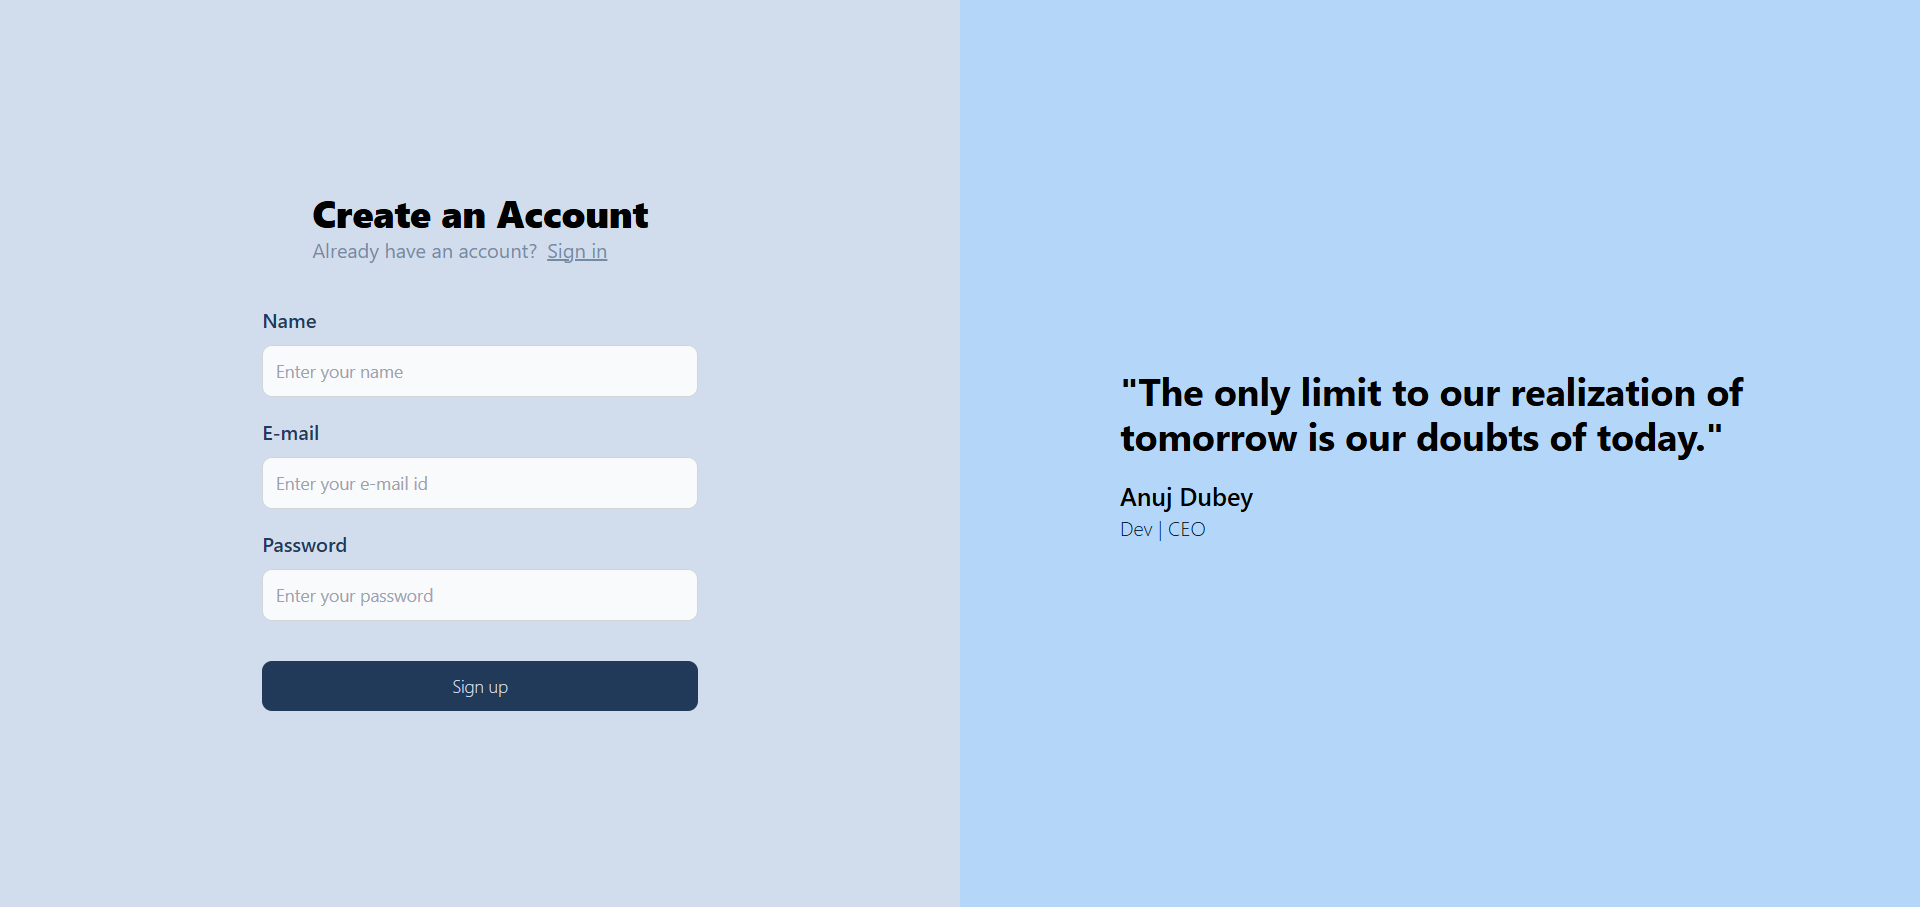 Create an Account
Already have an account? Sign in
Name
Enter your name
E-mail
Enter your e-mail id
Password
Enter your password
Sign up
"The only limit to our realization of
tomorrow is our doubts of today."
Anuj Dubey
Dev | CEO